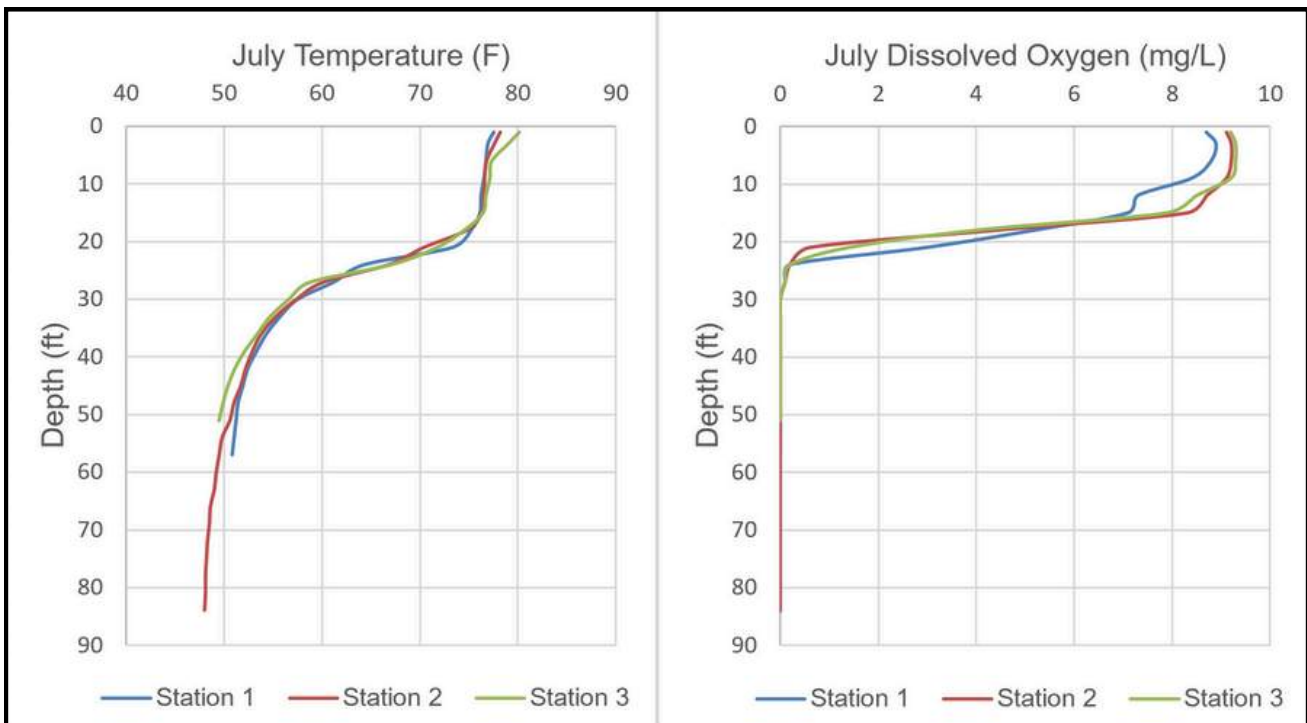 July Temperature (F)
40 50 60 70 80 90
0
10
20
30
40
50
60
70
80
90
Depth (ft)
Station 1 Station 2 Station 3
July Dissolved Oxygen (mg/L)
0 2 4 6 8 10
0
10
20
30
40
50
60
70
80
90
Depth (ft)
Station 1 Station 2 Station 3